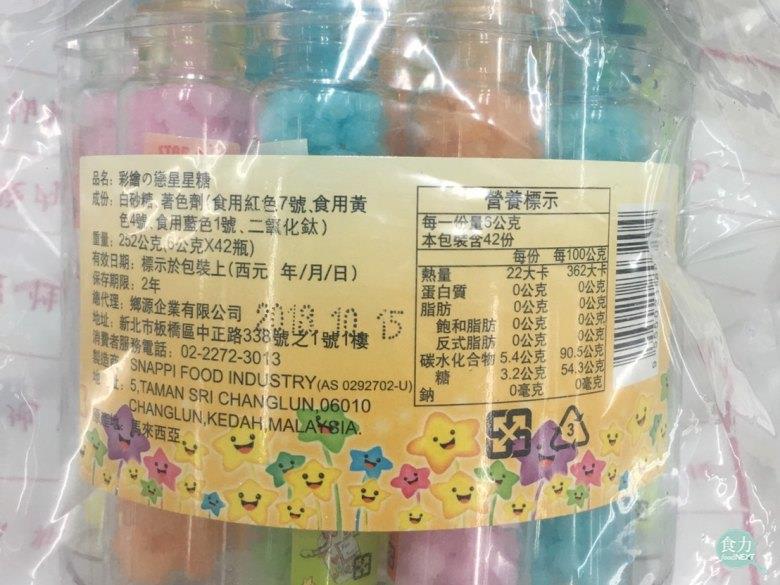 品名: 彩繪の戀星星糖
成份: 白砂糖、著色劑(食用紅色7號、食用黃
色4號、食用藍色1號、二氧化鈦)
重量: 252公克(6公克X42瓶)
有效日期: 標示於包裝上(西元 年/月/日)
保存期限: 2年
總代理: 鄉源企業有限公司
2018.10.15
地址: 新北市板橋區中正路338號之1號1樓
消費者服務電話: 02-2272-3013
製造商: SNAPPI FOOD INDUSTRY(AS 0292702-U)
地 址: 5,TAMAN SRI CHANGLUN,06010
CHANGLUN,KEDAH,MALAYSIA.
原產地: 馬來西亞
營養標示
每一份量6公克
本包裝含42份
每份 每100公克
熱量 22大卡 362大卡
蛋白質 0公克 0公克
脂肪 0公克 0公克
飽和脂肪 0公克 0公克
反式脂肪 0公克 0公克
碳水化合物 5.4公克 90.5公克
糖 3.2公克 54.3公克
鈉 0毫克 0毫克
3
食力
foodNEXT